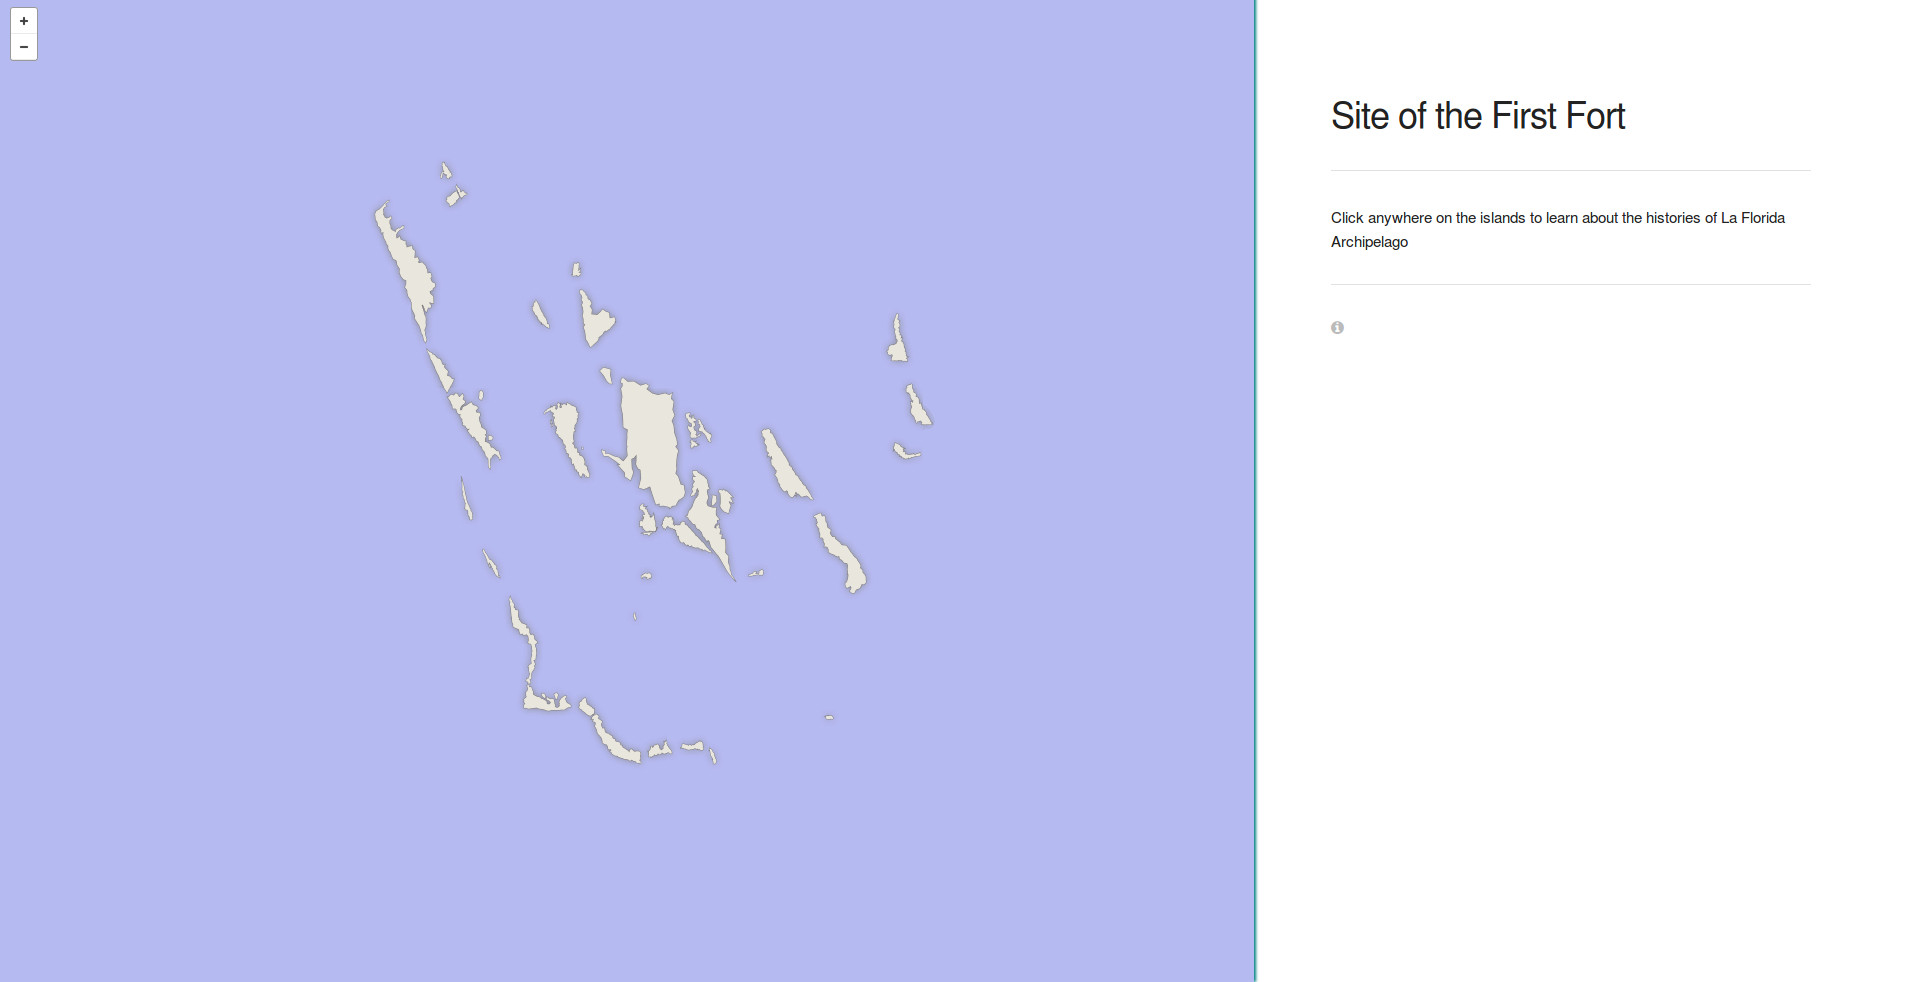 +
−
Site of the First Fort
Click anywhere on the islands to learn about the histories of La Florida
Archipelago